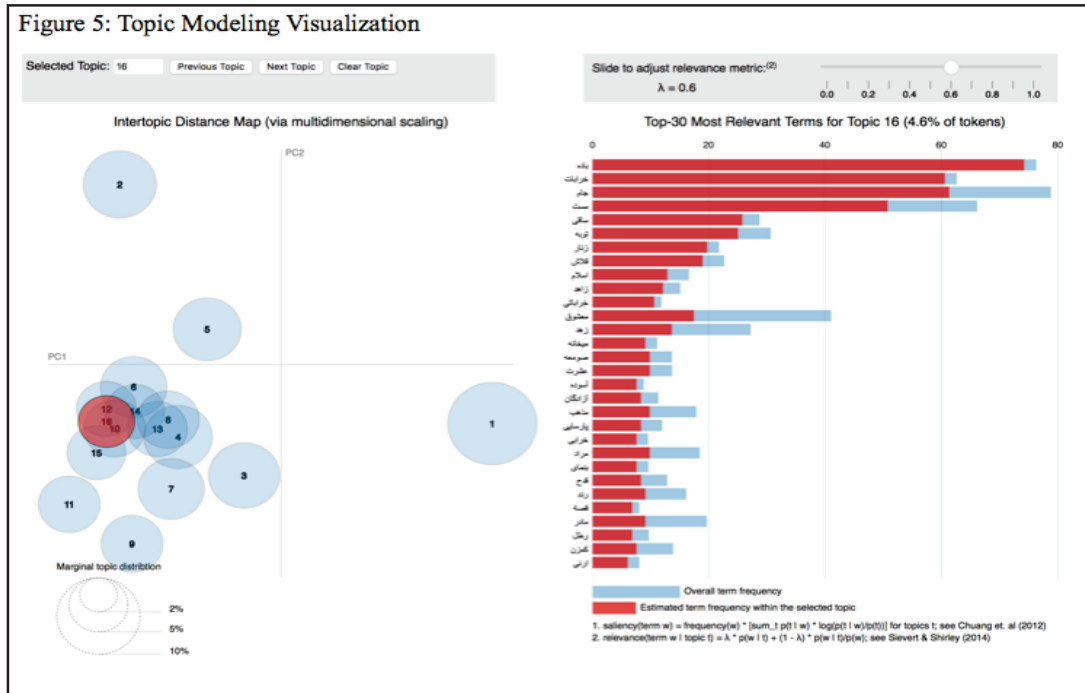 Figure 5: Topic Modeling Visualization
Selected Topic: 16 Previous Topic Next Topic Clear Topic
Slide to adjust relevance metric:(2)
λ = 0.6
0.0 0.2 0.4 0.6 0.8 1.0
Intertopic Distance Map (via multidimensional scaling)
PC2
PC1
2
5
6
12
14
16
10
13
8
4
15
3
7
11
9
1
Marginal topic distribtion
2%
5%
10%
Top-30 Most Relevant Terms for Topic 16 (4.6% of tokens)
0 20 40 60 80
باده
خرابات
جام
مست
ساقی
توبه
زنار
قلاش
اسلام
زاهد
خراباتی
معشوق
زهد
میخانه
صومعه
عشرت
آسوده
آزادگان
مذهب
پارسایی
خرابی
مراد
بنمای
قدح
رند
قصه
مادر
رطل
کمزن
ارنی
Overall term frequency
Estimated term frequency within the selected topic
1. saliency(term w) = frequency(w) * [sum_t p(t | w) * log(p(t | w)/p(t))] for topics t; see Chuang et. al (2012)
2. relevance(term w | topic t) = λ * p(w | t) + (1 - λ) * p(w | t)/p(w); see Sievert & Shirley (2014)